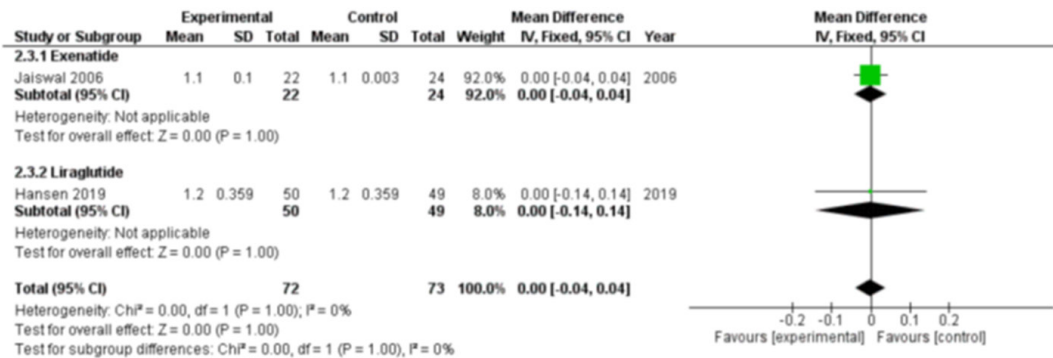 Experimental Control Mean Difference Mean Difference
Study or Subgroup Mean SD Total Mean SD Total Weight IV, Fixed, 95% CI Year IV, Fixed, 95% CI
2.3.1 Exenatide
Jaiswal 2006 1.1 0.1 22 1.1 0.003 24 92.0% 0.00 [-0.04, 0.04] 2006
Subtotal (95% CI) 22 24 92.0% 0.00 [-0.04, 0.04]
Heterogeneity: Not applicable
Test for overall effect: Z = 0.00 (P = 1.00)
2.3.2 Liraglutide
Hansen 2019 1.2 0.359 50 1.2 0.359 49 8.0% 0.00 [-0.14, 0.14] 2019
Subtotal (95% CI) 50 49 8.0% 0.00 [-0.14, 0.14]
Heterogeneity: Not applicable
Test for overall effect: Z = 0.00 (P = 1.00)
Total (95% CI) 72 73 100.0% 0.00 [-0.04, 0.04]
Heterogeneity: Chi² = 0.00, df = 1 (P = 1.00); I² = 0%
Test for overall effect: Z = 0.00 (P = 1.00)
Test for subgroup differences: Chi² = 0.00, df = 1 (P = 1.00), I² = 0%
-0.2 -0.1 0 0.1 0.2
Favours [experimental] Favours [control]